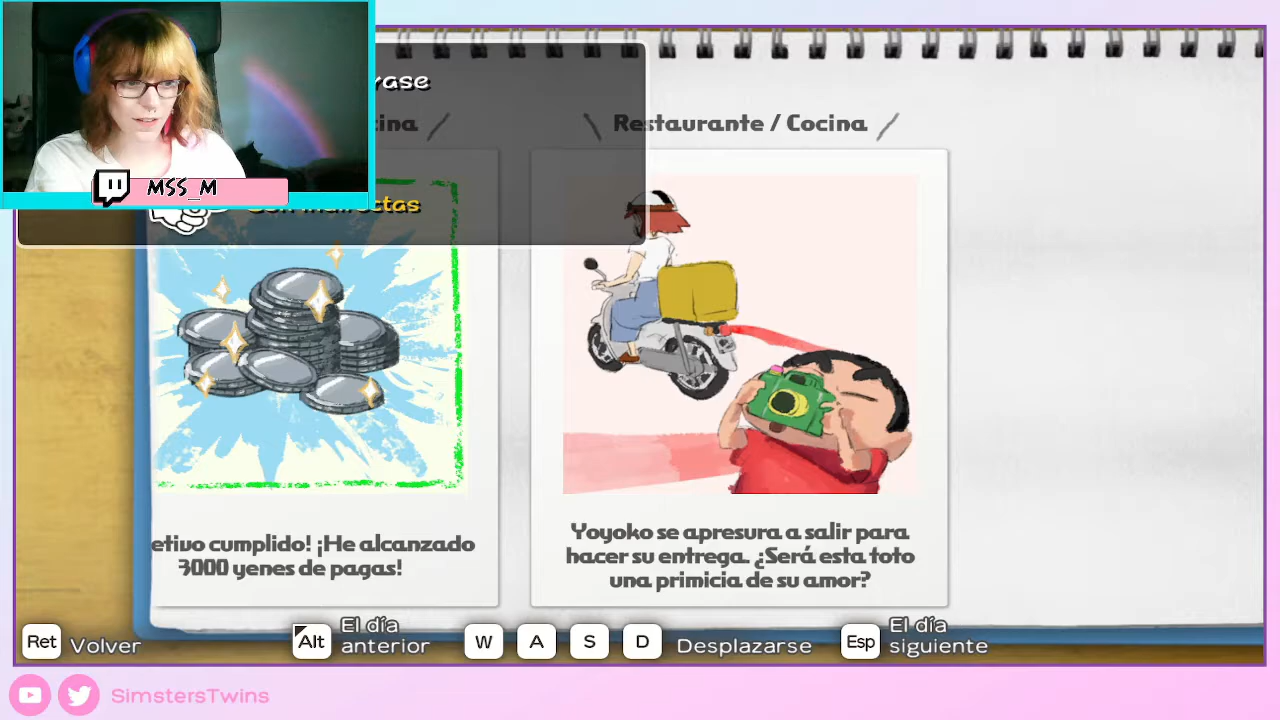 MSS_M
Restaurante / Cocina
etivo cumplido! ¡He alcanzado
3000 yenes de pagas!
Yoyoko se apresura a salir para
hacer su entrega. ¿Será esta toto
una primicia de su amor?
Ret Volver
Alt El día anterior
W A S D Desplazarse
Esp El día siguiente
SimstersTwins